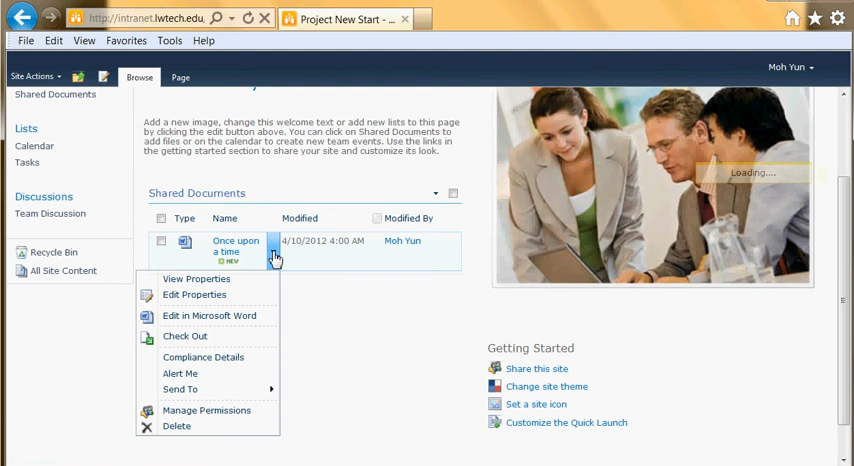 http://intranet.lwtech.edu,
Project New Start - ...
File Edit View Favorites Tools Help
Site Actions Browse Page
Moh Yun
Shared Documents
Lists
Calendar
Tasks
Discussions
Team Discussion
Recycle Bin
All Site Content
Add a new image, change this welcome text or add new lists to this page
by clicking the edit button above. You can click on Shared Documents to
add files or on the calendar to create new team events. Use the links in
the getting started section to share your site and customize its look.
Shared Documents
Type Name Modified Modified By
Once upon
a time
NEW
4/10/2012 4:00 AM
Moh Yun
View Properties
Edit Properties
Edit in Microsoft Word
Check Out
Compliance Details
Alert Me
Send To
Manage Permissions
Delete
Loading....
Getting Started
Share this site
Change site theme
Set a site icon
Customize the Quick Launch